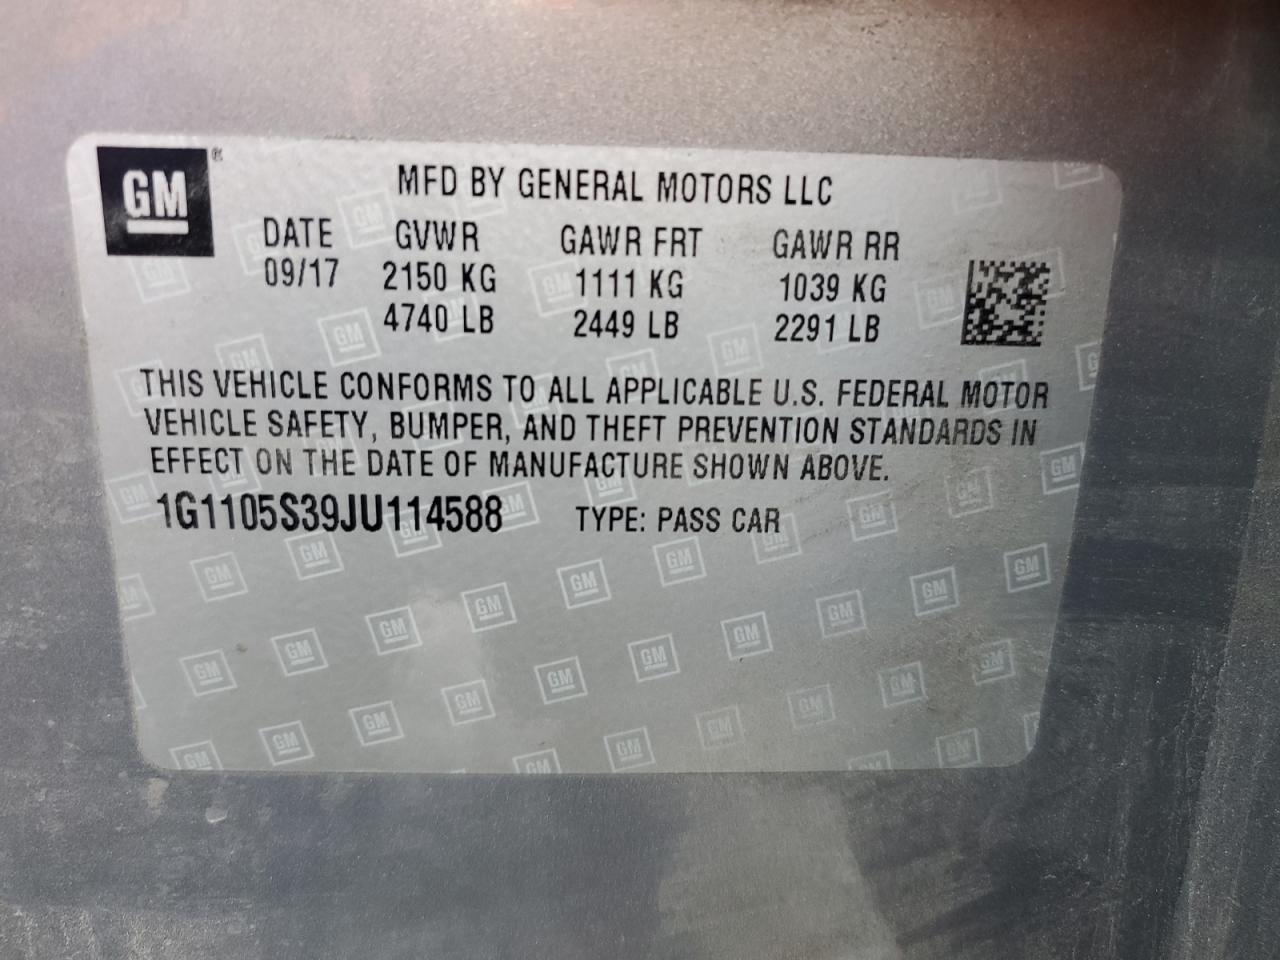 GM®
MFD BY GENERAL MOTORS LLC
DATE GVWR GAWR FRT GAWR RR
09/17 2150 KG 1111 KG 1039 KG
4740 LB 2449 LB 2291 LB
THIS VEHICLE CONFORMS TO ALL APPLICABLE U.S. FEDERAL MOTOR
VEHICLE SAFETY, BUMPER, AND THEFT PREVENTION STANDARDS IN
EFFECT ON THE DATE OF MANUFACTURE SHOWN ABOVE.
1G1105S39JU114588 TYPE: PASS CAR